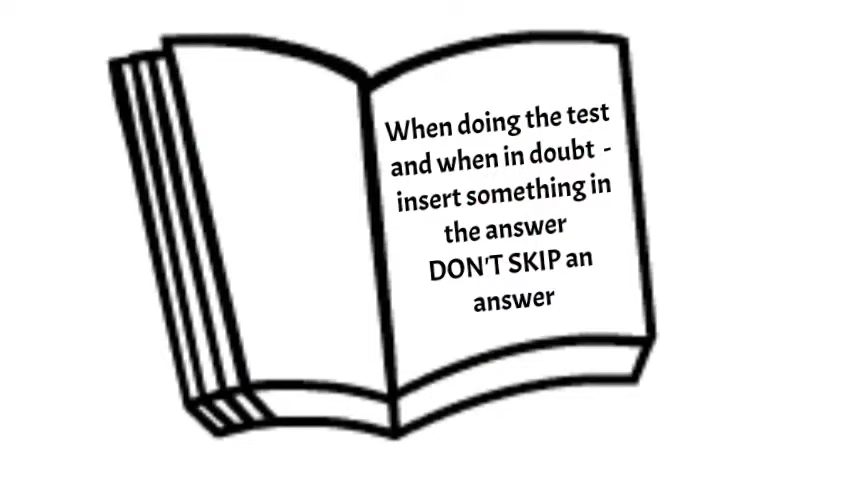 When doing the test
and when in doubt -
insert something in
the answer
DON'T SKIP an
answer